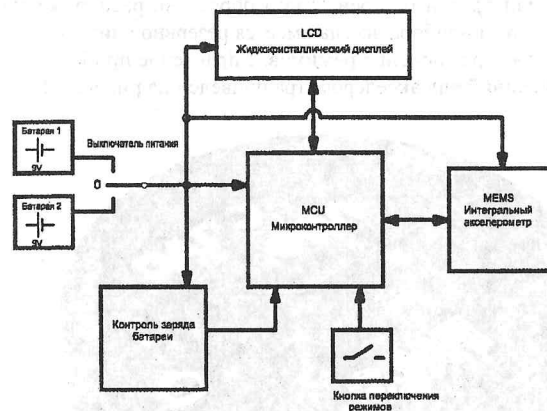 LCD
Жидкокристаллический дисплей
Батарея 1
9V
Выключатель питания
0
Батарея 2
9V
MCU
Микроконтроллер
MEMS
Интегральный
акселерометр
Контроль заряда
батареи
Кнопка переключения
режимов